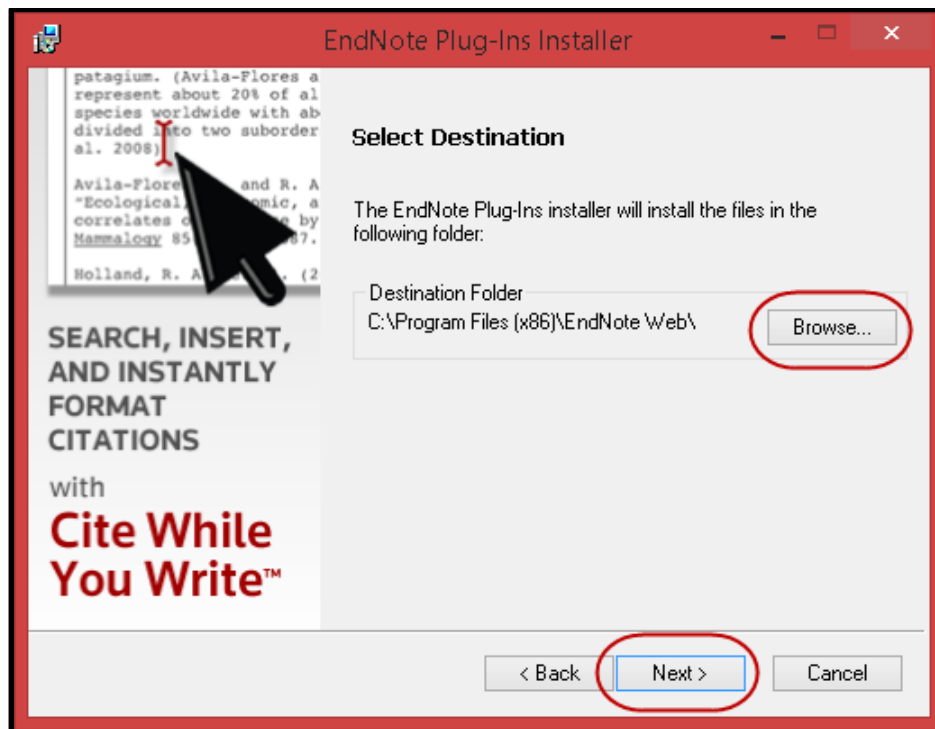 EndNote Plug-Ins Installer
patagium. (Avila-Flores a
represent about 20% of al
species worldwide with ab
divided into two suborder
al. 2008)
Avila-Flore and R. A
"Ecological, omic, a
correlates by
Mammalogy 85 87.
Holland, R. A (2
SEARCH, INSERT,
AND INSTANTLY
FORMAT
CITATIONS
with
Cite While
You Write™
Select Destination
The EndNote Plug-Ins installer will install the files in the
following folder:
Destination Folder
C:\Program Files (x86)\EndNote Web\
Browse...
< Back
Next >
Cancel